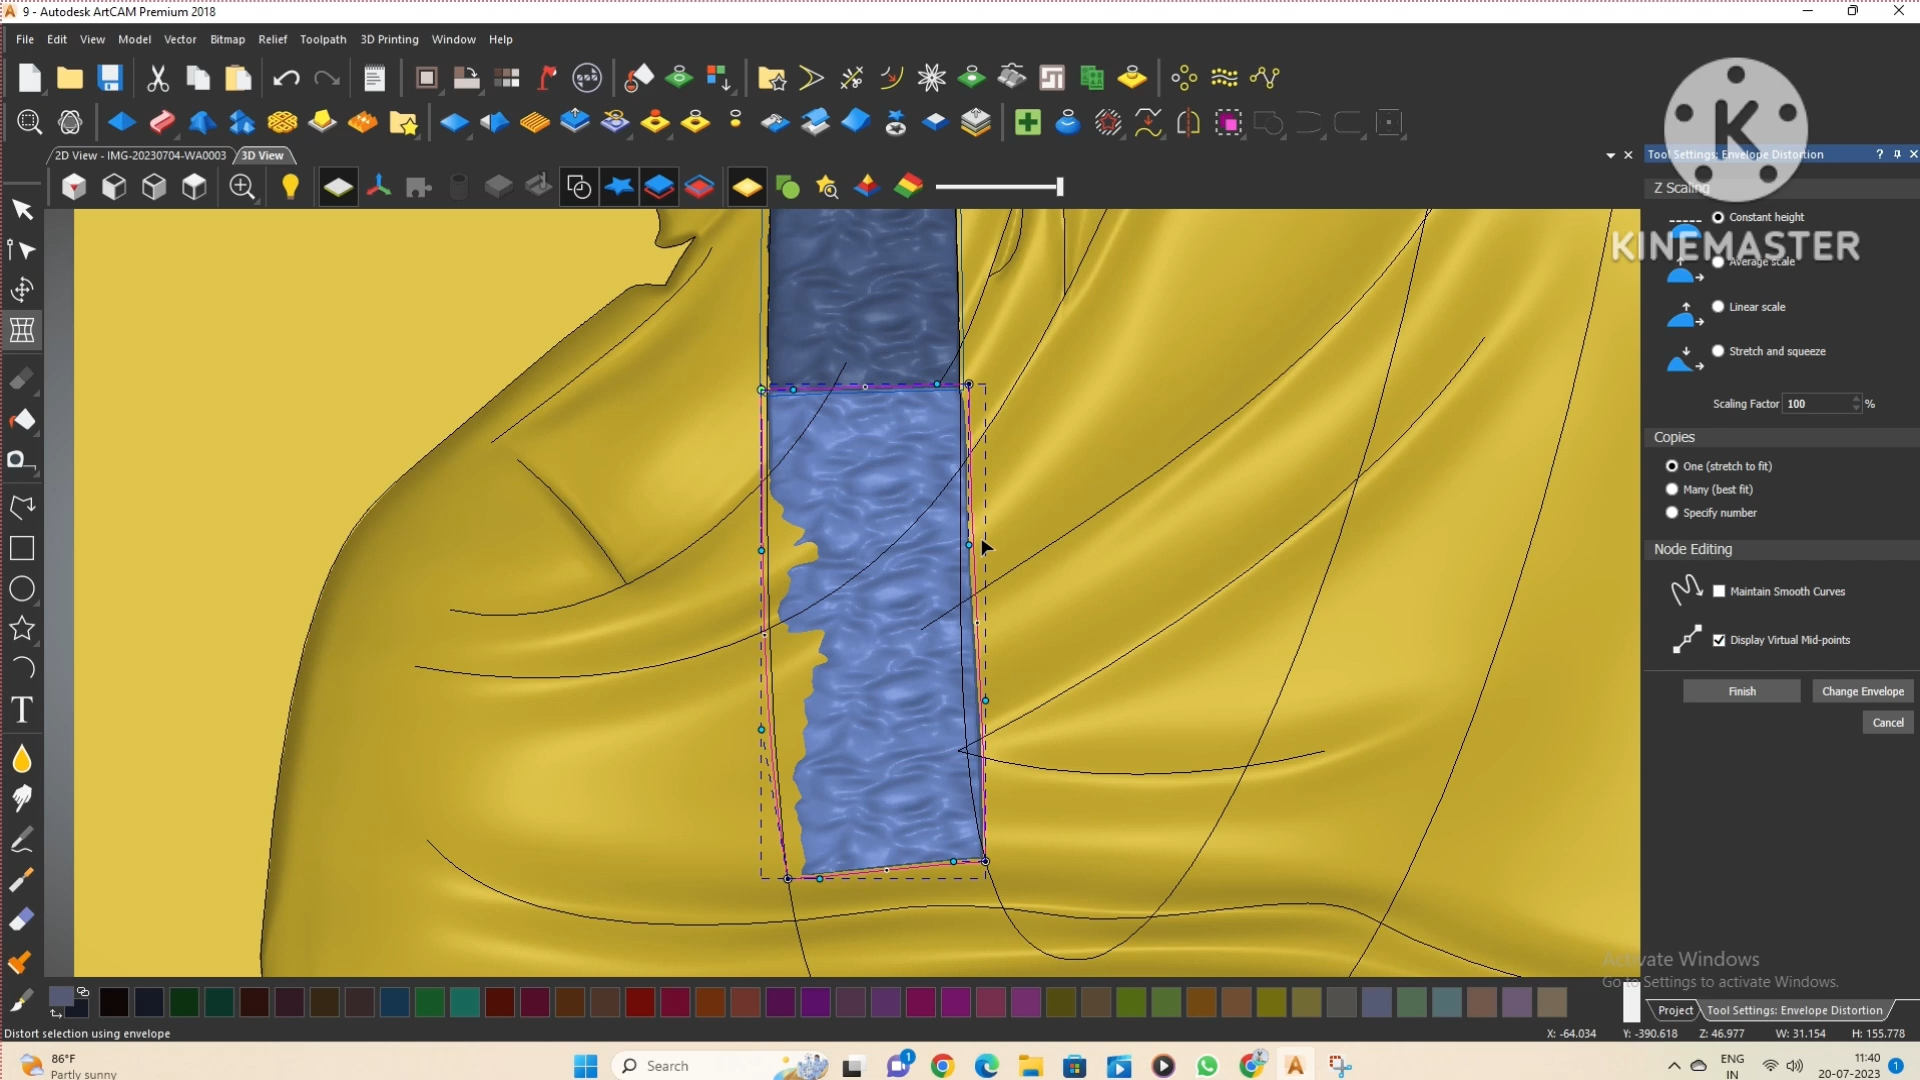 9 - Autodesk ArtCAM Premium 2018
File Edit View Model Vector Bitmap Relief Toolpath 3D Printing Window Help
2D View - IMG-20230704-WA0003 3D View
Tool Settings: Envelope Distortion
K
KINEMASTER
Z Scaling
Constant height
Average scale
Linear scale
Stretch and squeeze
Scaling Factor 100 %
Copies
One (stretch to fit)
Many (best fit)
Specify number
Node Editing
Maintain Smooth Curves
Display Virtual Mid-points
Finish Change Envelope
Cancel
T
Activate Windows
Go to Settings to activate Windows.
Project Tool Settings: Envelope Distortion
Distort selection using envelope
X: -64.034 Y: -390.618 Z: 46.977 W: 31.154 H: 155.778
86°F
Partly sunny
Search
1
A
ENG
IN
11:40
20-07-2023
1